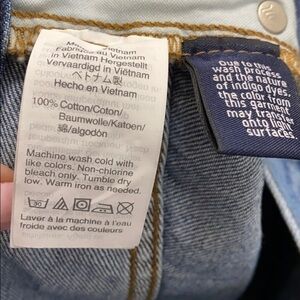 Made in Vietnam
Fabriqué au Vietnam
In Vietnam Hergestellt
Vervaardigd in Viëtnam
ベトナム製
Hecho en Vietnam
100% Cotton/Coton/
Baumwolle/Katoen/
綿/algodón
Machine wash cold with
like colors. Non-chlorine
bleach only. Tumble dry
low. Warm iron as needed.
30
Laver à la machine à l'eau
froide avec des couleurs
Due to this
wash process
and the nature
of indigo dyes,
the color from
this garment
may transfer
onto light
surfaces